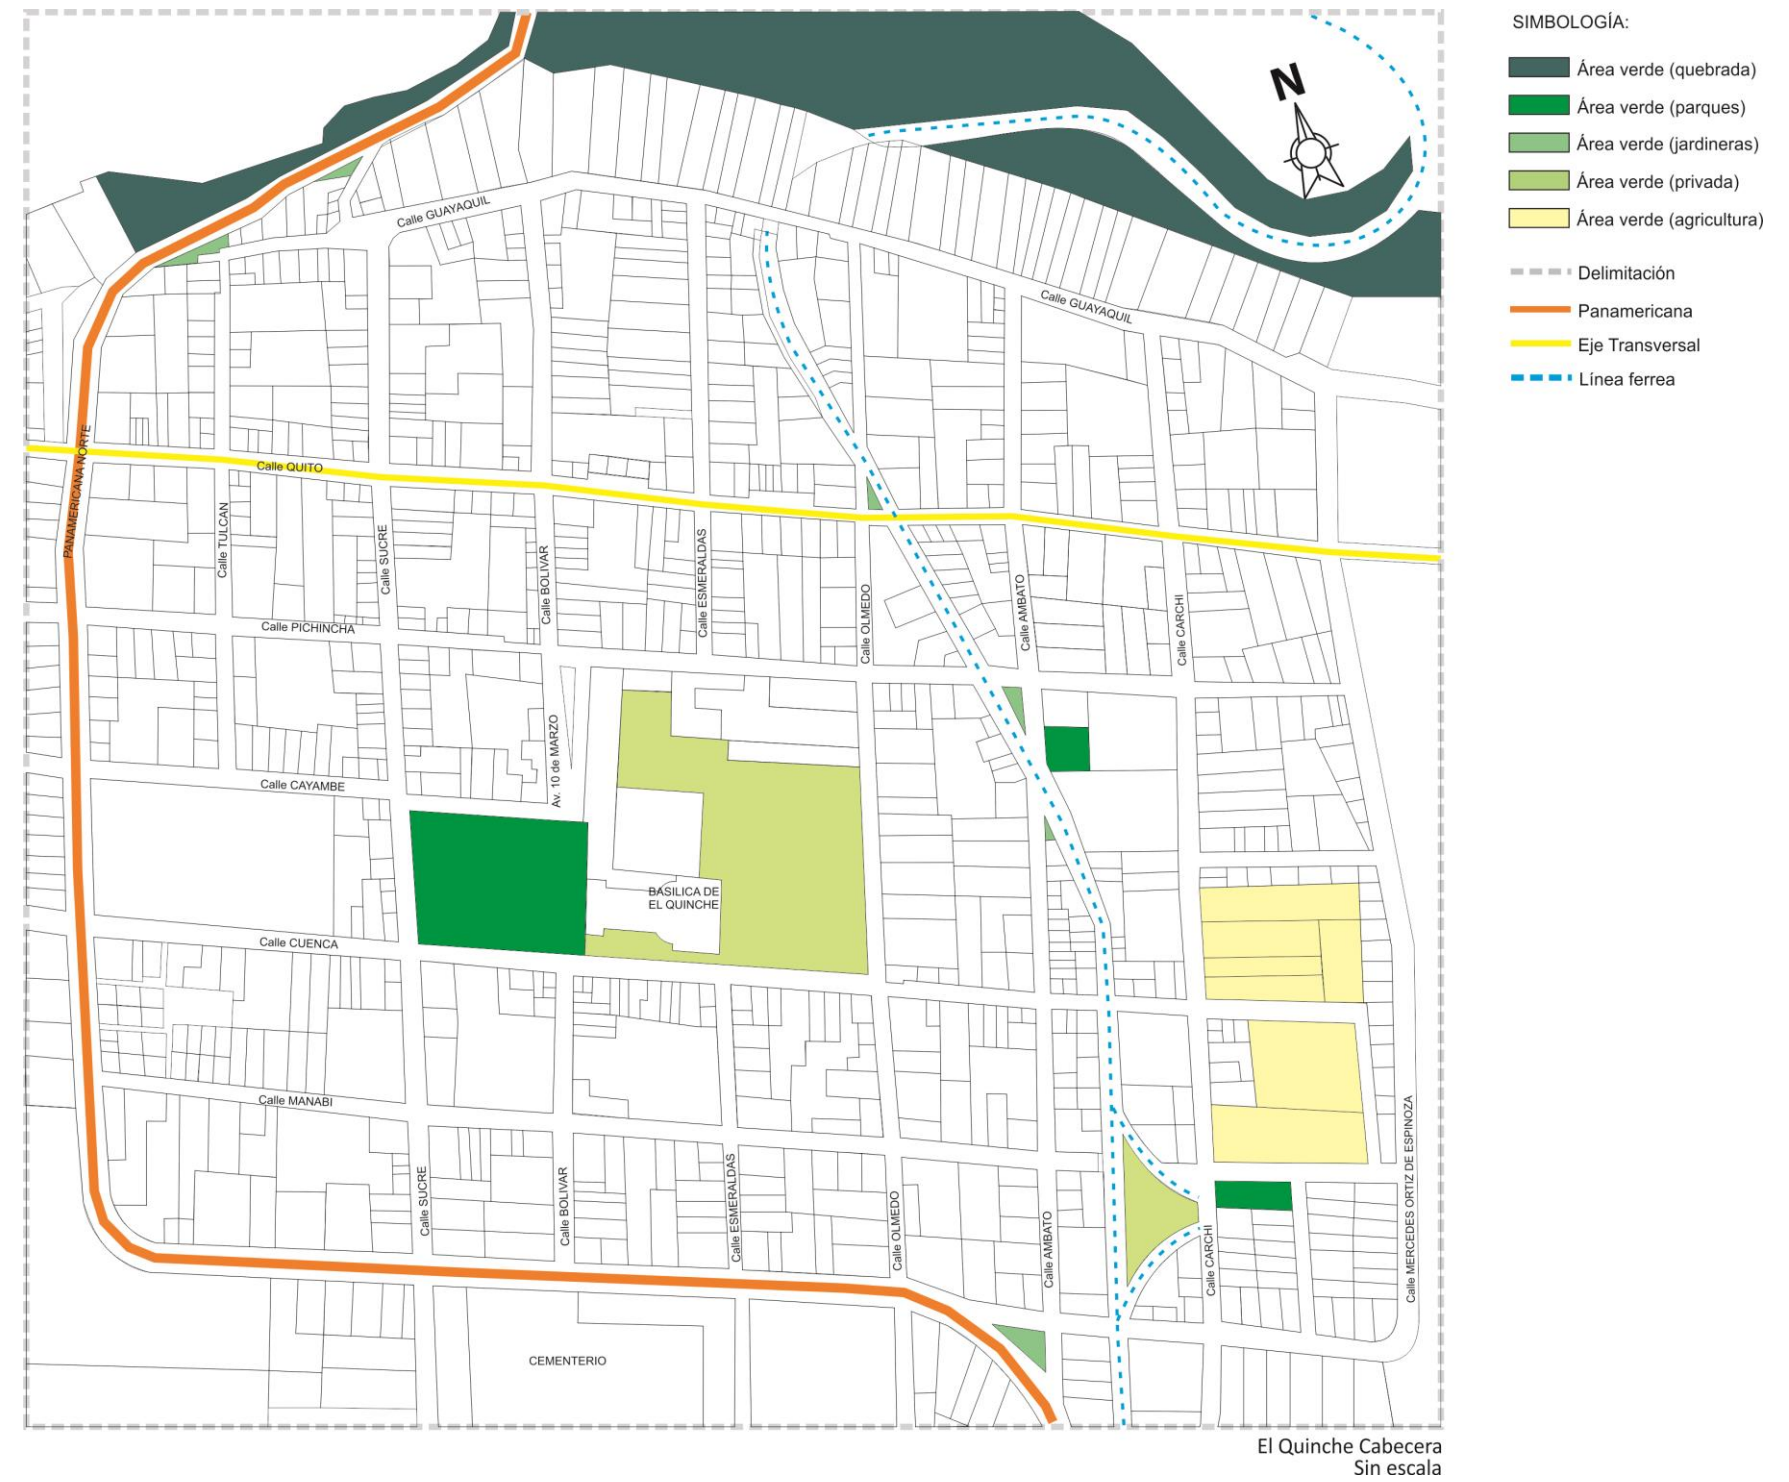 SIMBOLOGÍA:
Área verde (quebrada)
Área verde (parques)
Área verde (jardineras)
Área verde (privada)
Área verde (agricultura)
Delimitación
Panamericana
Eje Transversal
Línea ferrea
N
Calle GUAYAQUIL
Calle GUAYAQUIL
PANAMERICANA NORTE
Calle QUITO
Calle TULCAN
Calle SUCRE
Calle BOLIVAR
Calle ESMERALDAS
Calle OLMEDO
Calle AMBATO
Calle CARCHI
Calle PICHINCHA
Av. 10 de MARZO
Calle CAYAMBE
BASILICA DE
EL QUINCHE
Calle CUENCA
Calle MANABI
Calle SUCRE
Calle BOLIVAR
Calle ESMERALDAS
Calle OLMEDO
Calle AMBATO
Calle CARCHI
Calle MERCEDES ORTIZ DE ESPINOZA
CEMENTERIO
El Quinche Cabecera
Sin escala